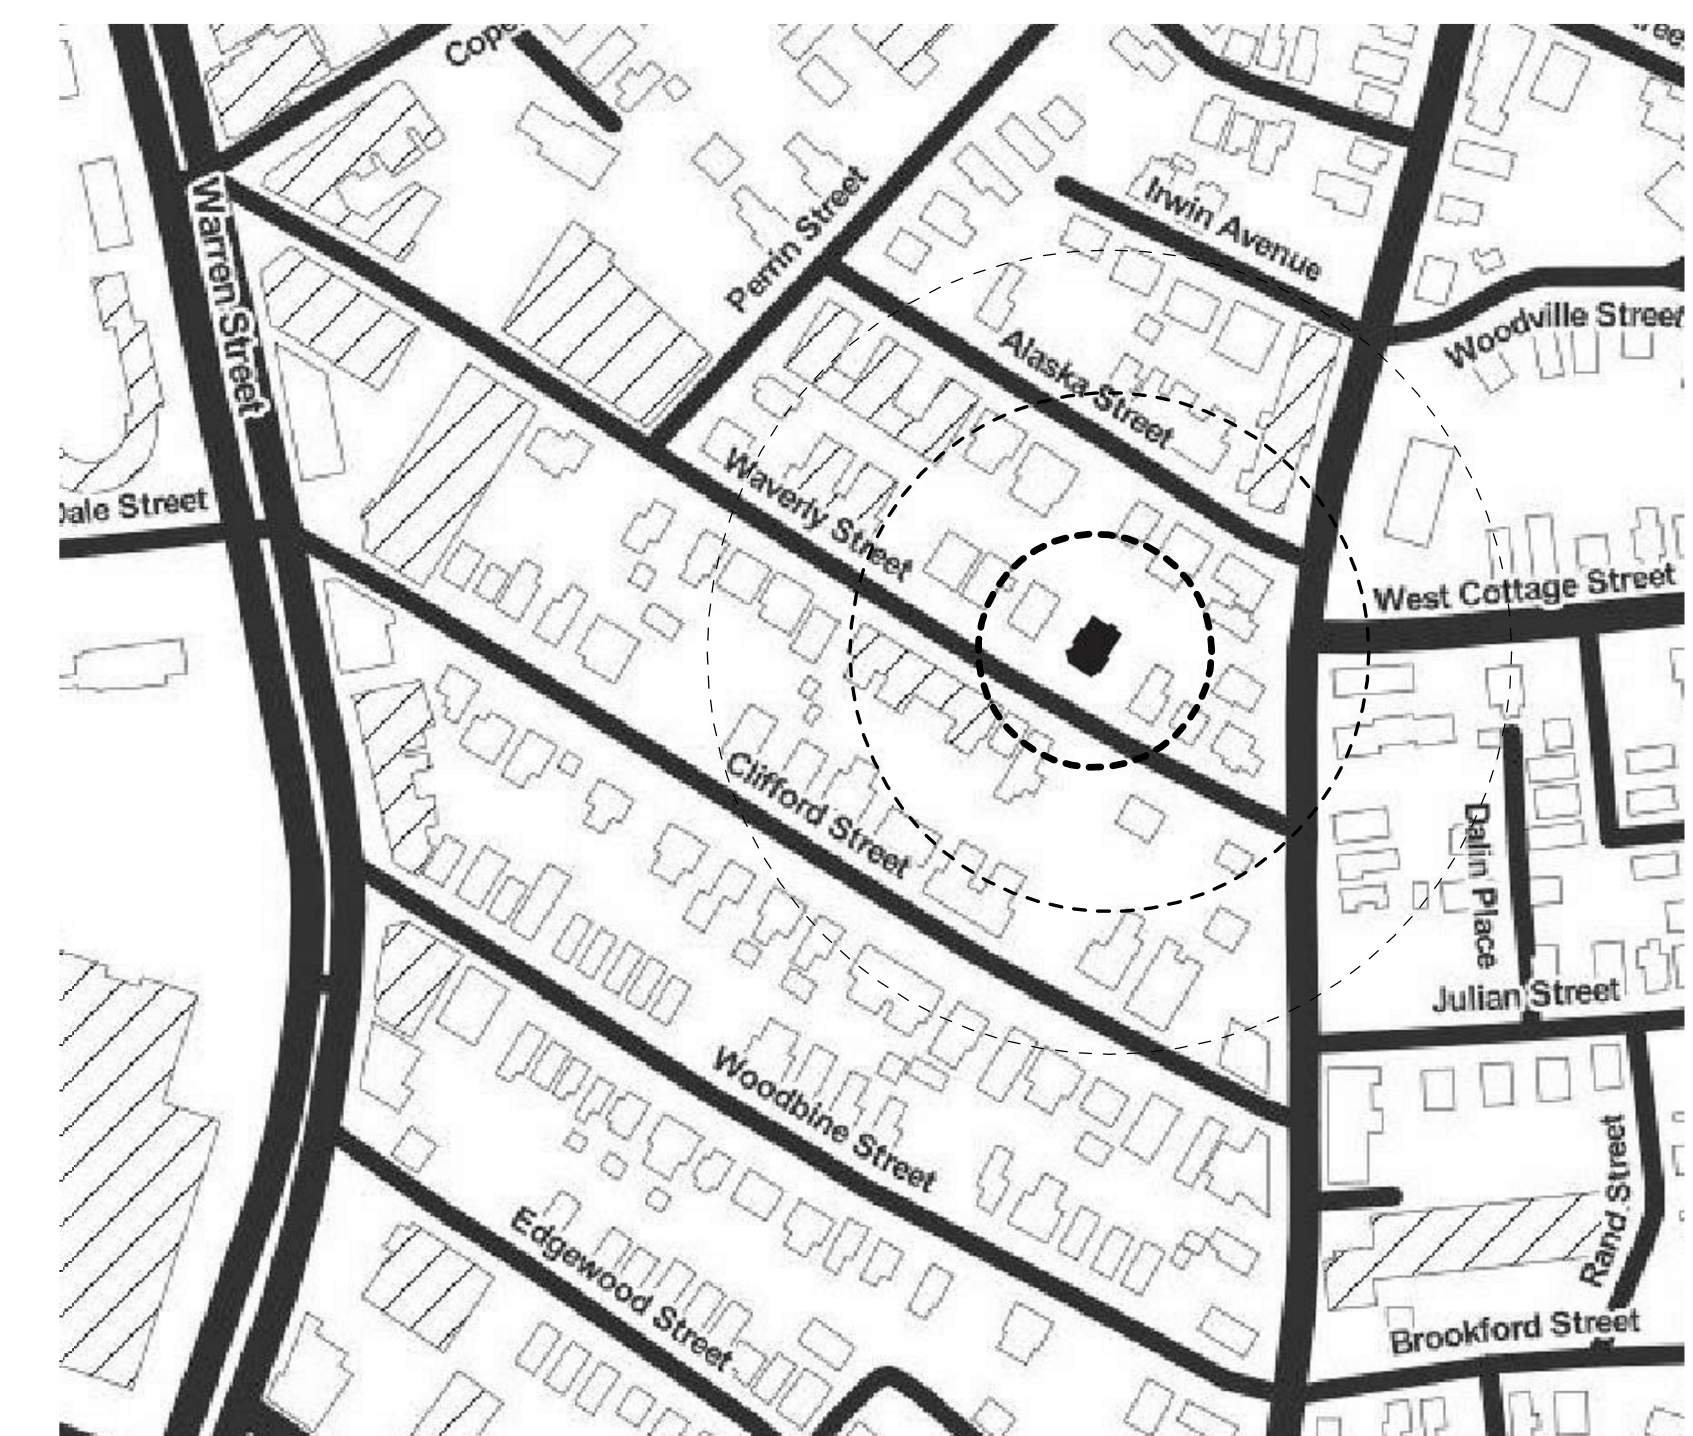 Perrin Street
Irwin Avenue
Warren Street
Woodville Street
Alaska Street
Waverly Street
Street
West Cottage Street
Clifford Street
Dalin Place
Julian Street
Woodbine Street
Rand Street
Edgewood Street
Brookford Street